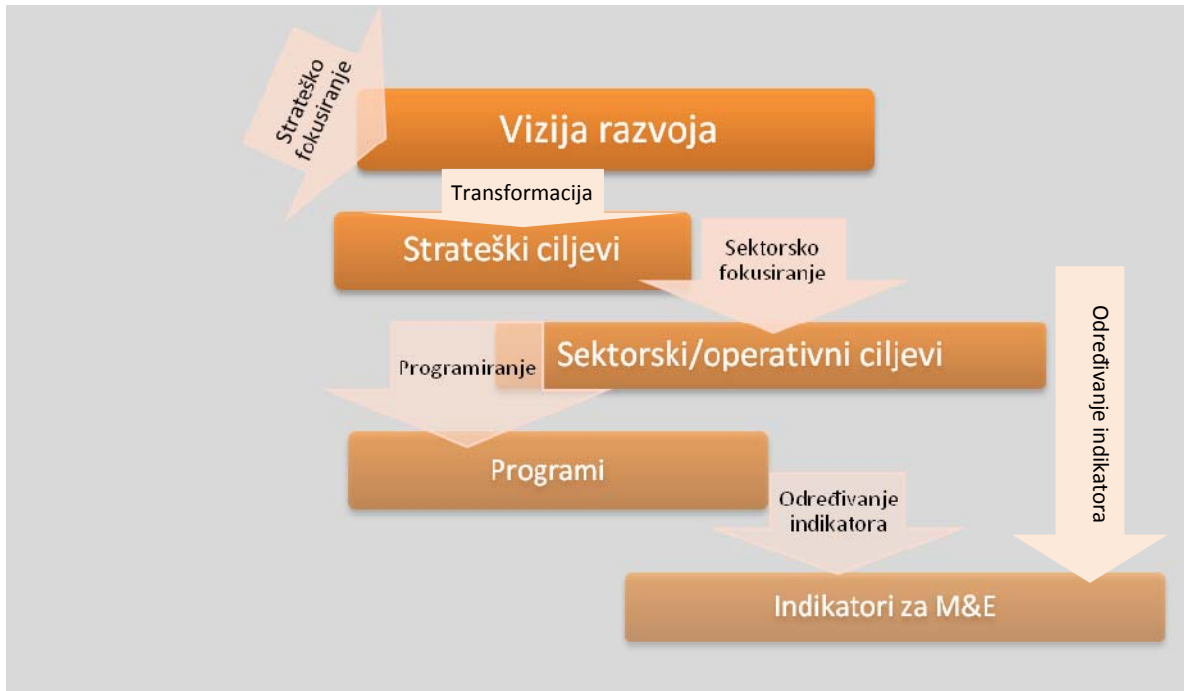 Strateško
fokusiranje
Vizija razvoja
Transformacija
Strateški ciljevi
Sektorsko
fokusiranje
Sektorski/operativni ciljevi
Programiranje
Programi
Određivanje
indikatora
Određivanje indikatora
Indikatori za M&E